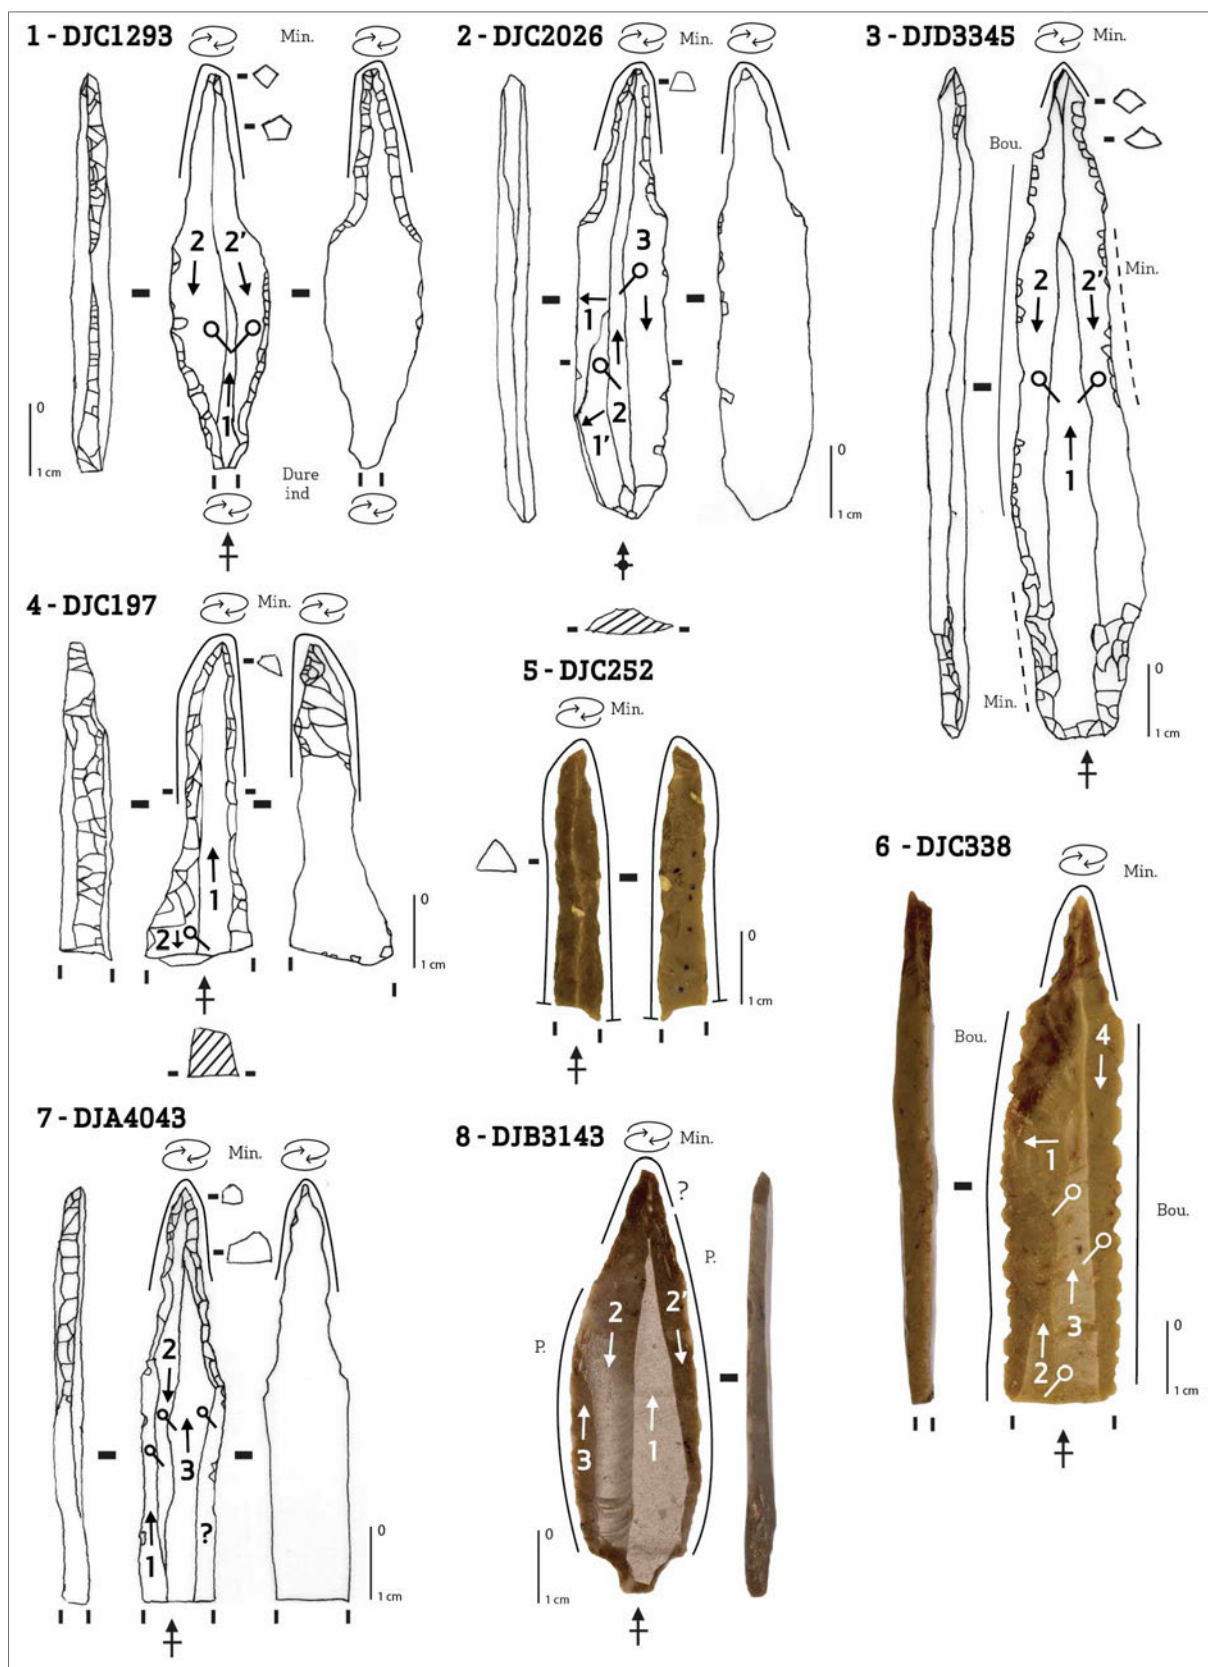 1 - DJC1293
Min.
2
2'
1
0
1 cm
Dure
ind
2 - DJC2026
Min.
3
1
2
1'
0
1 cm
3 - DJD3345
Min.
Bou.
Min.
2
2'
1
Min.
0
1 cm
4 - DJC197
Min.
1
2
0
1 cm
5 - DJC252
Min.
0
1 cm
6 - DJC338
Min.
Bou.
4
1
Bou.
3
2
0
1 cm
7 - DJA4043
Min.
2
3
1
?
0
1 cm
8 - DJB3143
Min.
?
P.
2
2'
P.
3
1
0
1 cm